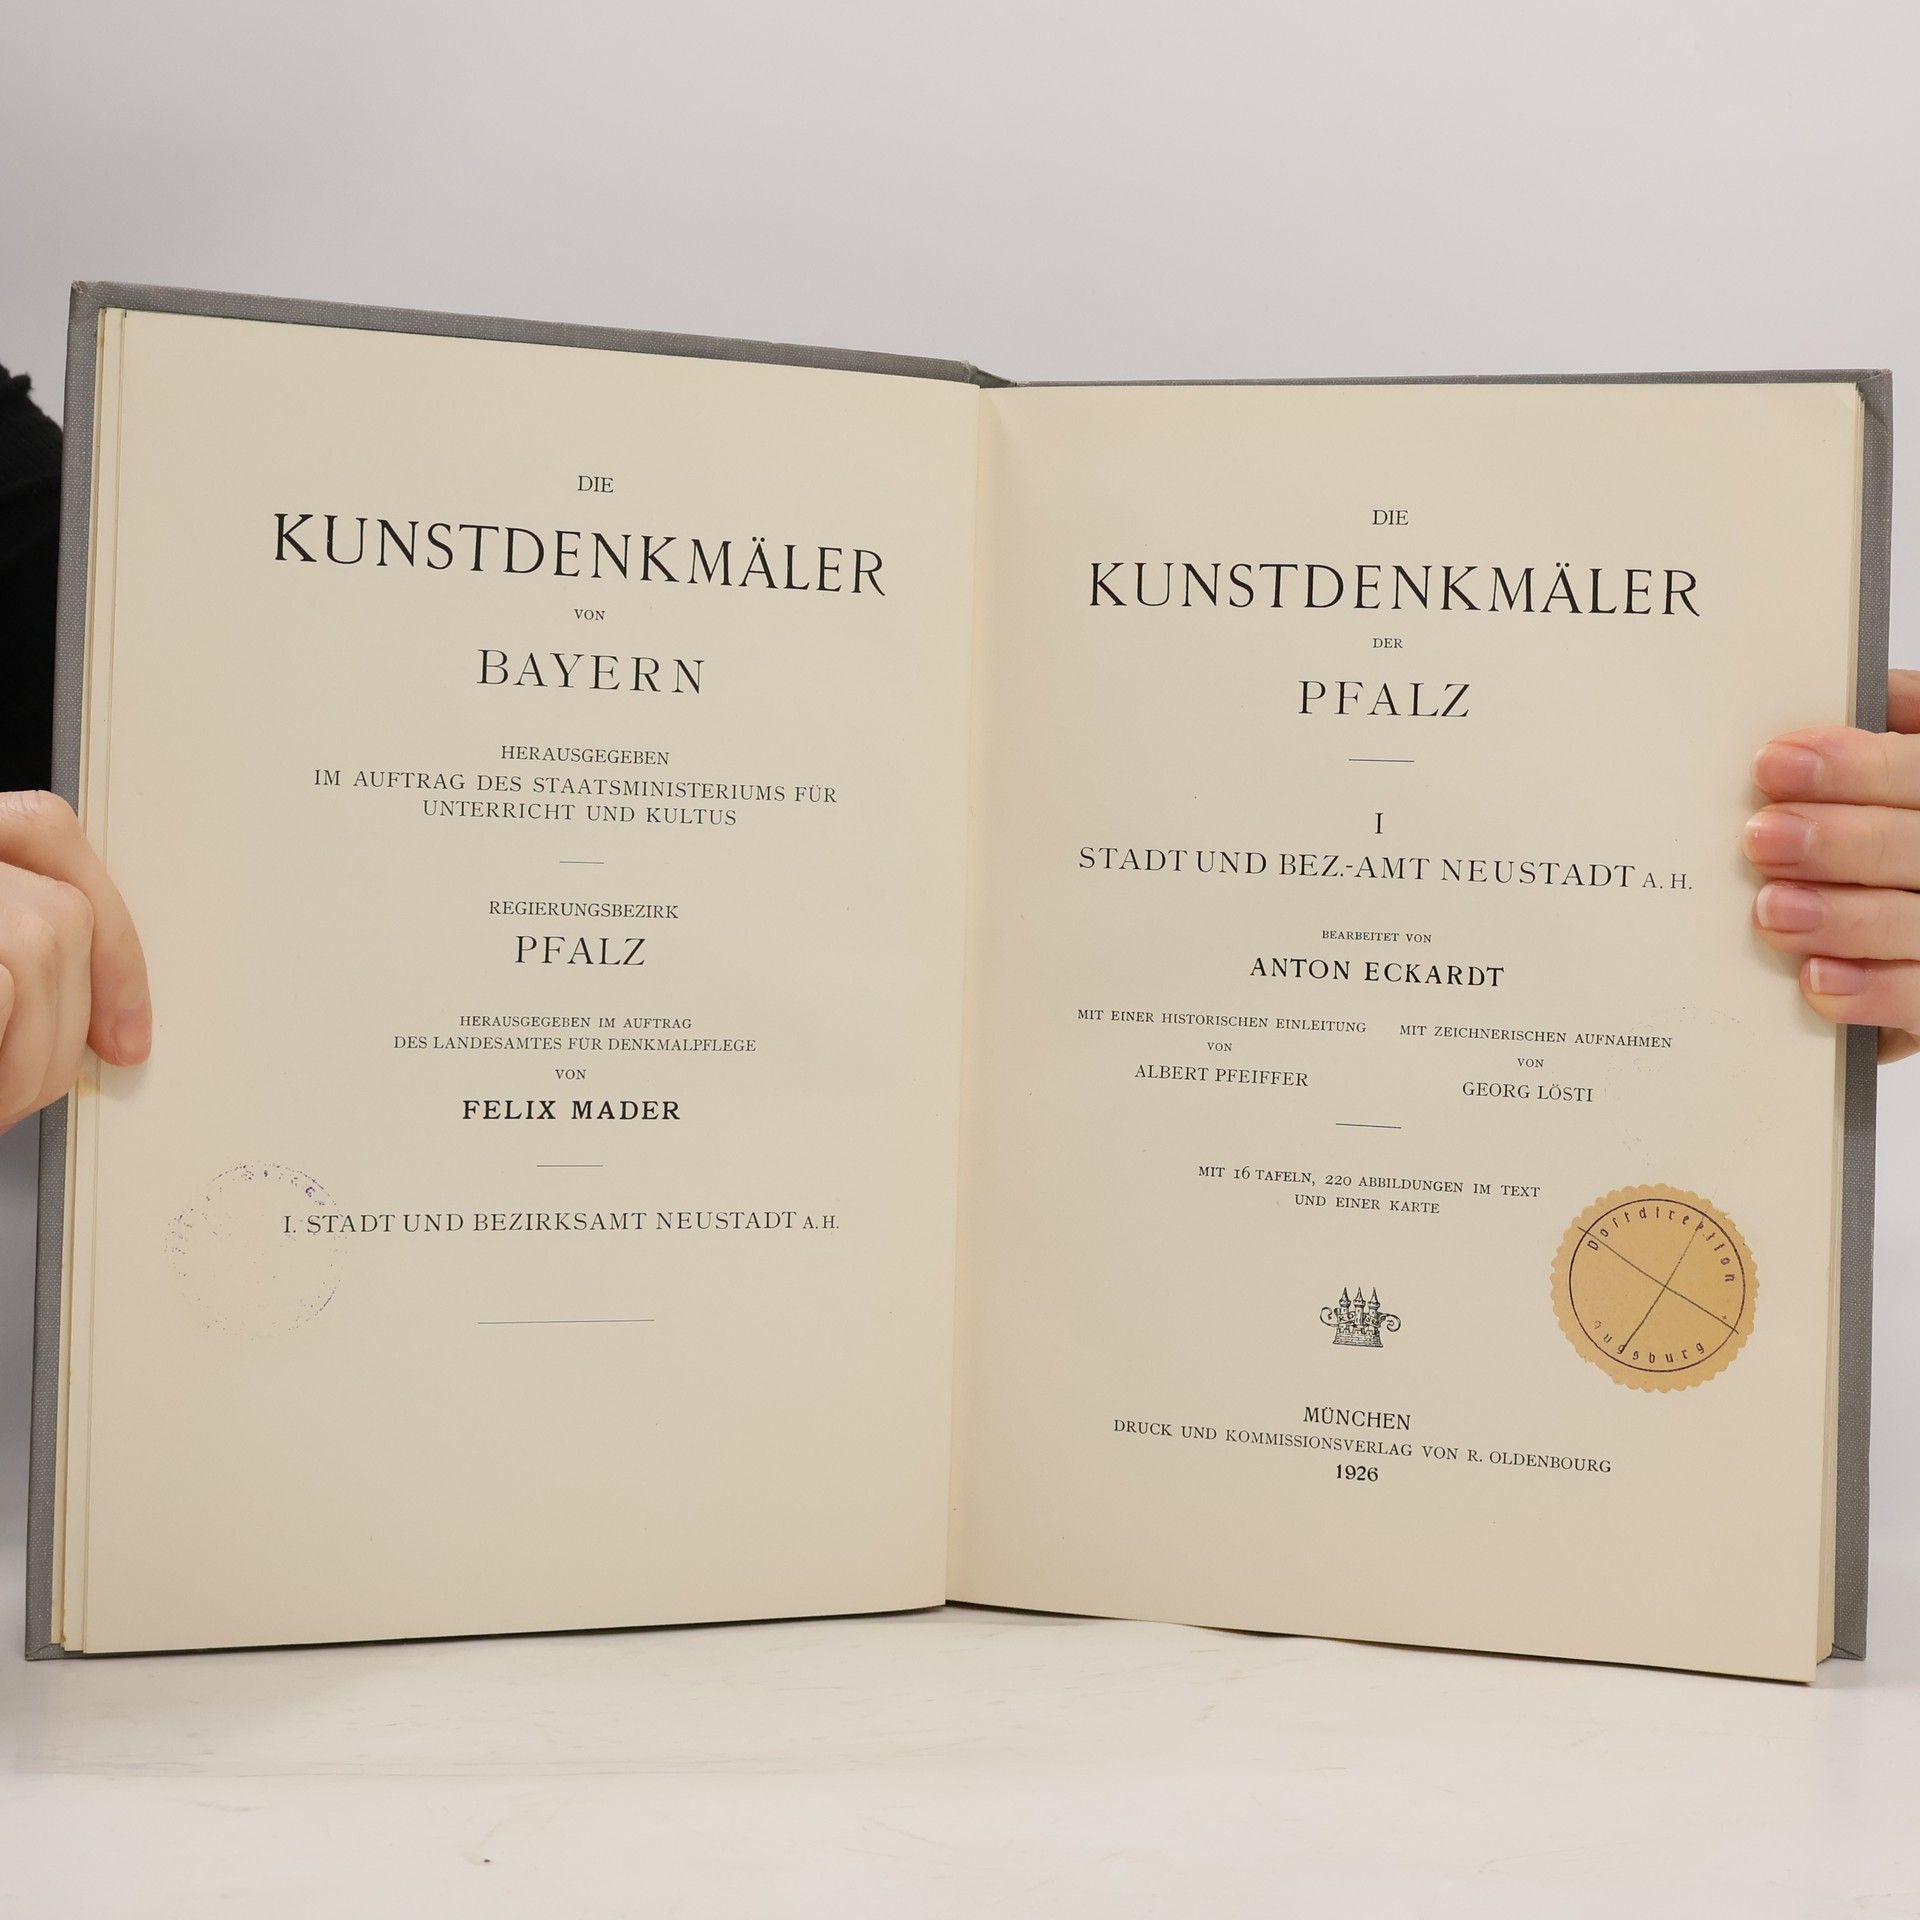 DIE
KUNSTDENKMÄLER
VON
BAYERN
HERAUSGEGEBEN
IM AUFTRAG DES STAATSMINISTERIUMS FÜR
UNTERRICHT UND KULTUS
REGIERUNGSBEZIRK
PFALZ
HERAUSGEGEBEN IM AUFTRAG
DES LANDESAMTES FÜR DENKMALPFLEGE
VON
FELIX MADER
I. STADT UND BEZIRKSAMT NEUSTADT A. H.
DIE
KUNSTDENKMÄLER
DER
PFALZ
I
STADT UND BEZ.-AMT NEUSTADT A. H.
BEARBEITET VON
ANTON ECKARDT
MIT EINER HISTORISCHEN EINLEITUNG
VON
ALBERT PFEIFFER
MIT ZEICHNERISCHEN AUFNAHMEN
VON
GEORG LÖSTI
MIT 16 TAFELN, 220 ABBILDUNGEN IM TEXT
UND EINER KARTE
Postdirektion
Augsburg
MÜNCHEN
DRUCK UND KOMMISSIONSVERLAG VON R. OLDENBOURG
1926